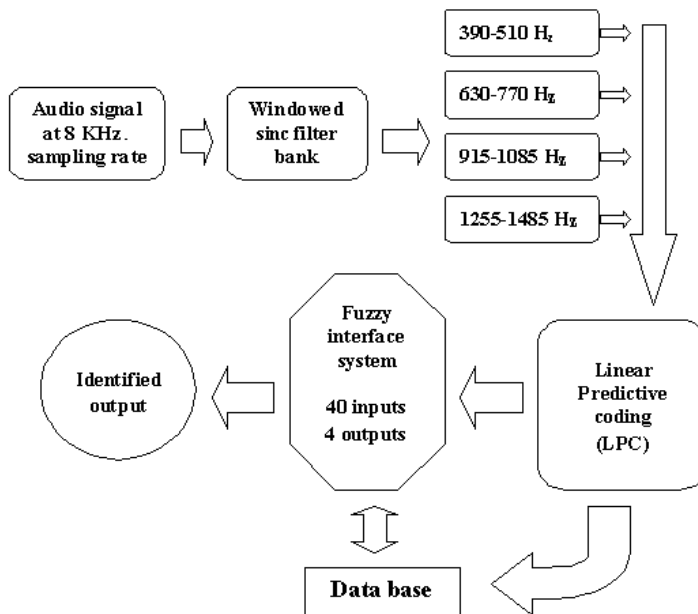 Audio signal
at 8 KHz.
sampling rate
Windowed
sinc filter
bank
390-510 Hz
630-770 HZ
915-1085 HZ
1255-1485 HZ
Linear
Predictive
coding
(LPC)
Fuzzy
interface
system
40 inputs
4 outputs
Identified
output
Data base